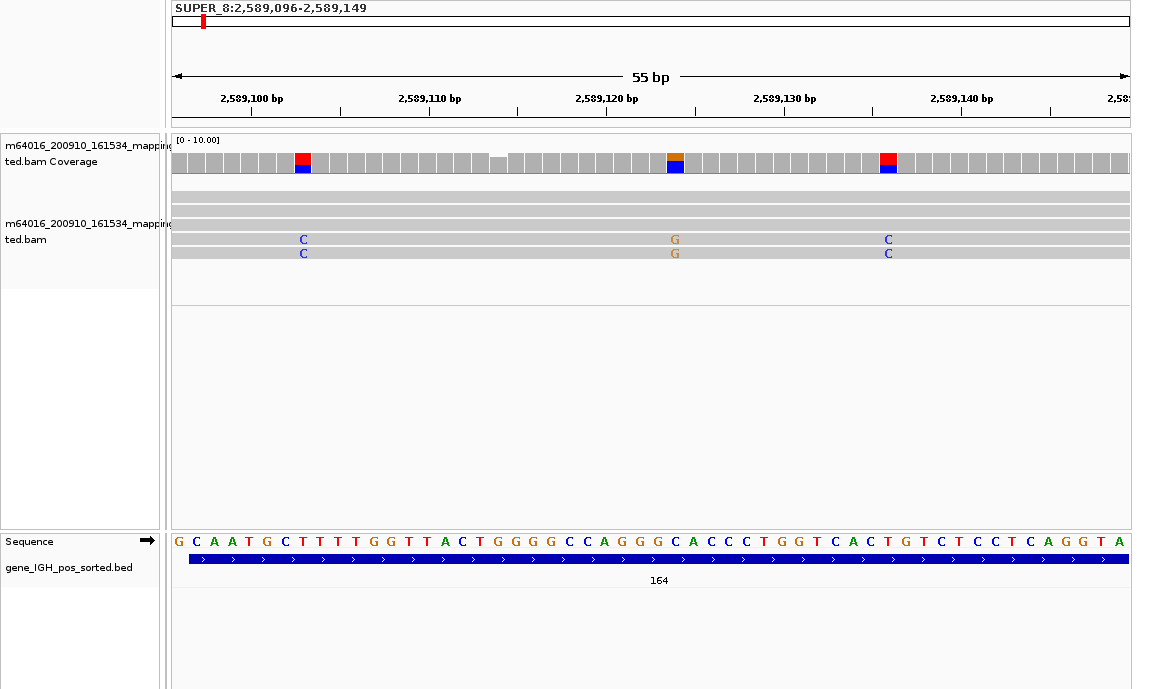 SUPER_8:2,589,096-2,589,149
55 bp
2,589,100 bp 2,589,110 bp 2,589,120 bp 2,589,130 bp 2,589,140 bp 2,589
[0 - 10.00]
m64016_200910_161534_mapping
ted.bam Coverage
m64016_200910_161534_mapping
ted.bam
C G C
C G C
Sequence
G C A A T G C T T T T G G T T A C T G G G G C C A G G G C A C C C T G G T C A C T G T C T C C T C A G G T A
gene_IGH_pos_sorted.bed
164